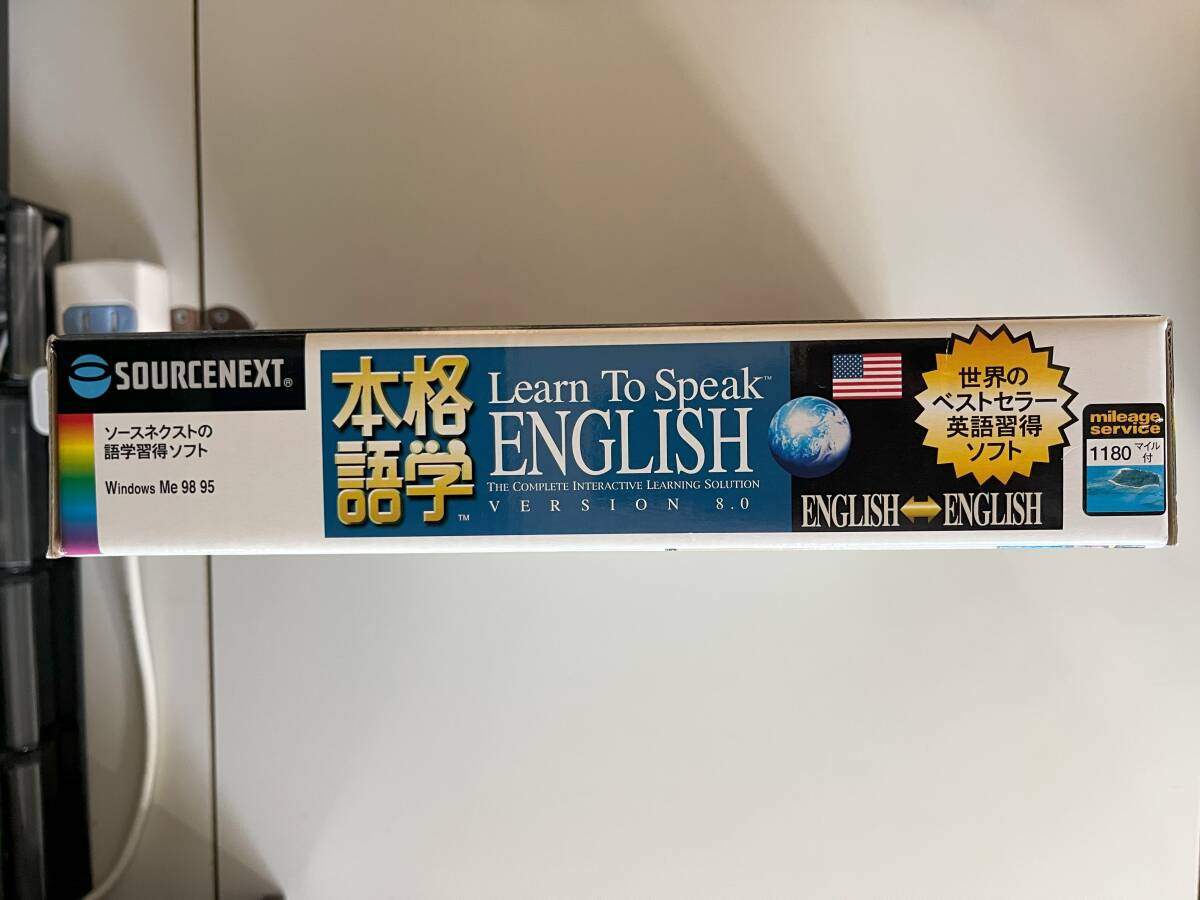 SOURCENEXT®
ソースネクストの
語学習得ソフト
Windows Me 98 95
本格
語学™
Learn To Speak™
ENGLISH
THE COMPLETE INTERACTIVE LEARNING SOLUTION
VERSION 8.0
世界の
ベストセラー
英語習得
ソフト
ENGLISH⇔ENGLISH
mileage
service
1180 マイル
付